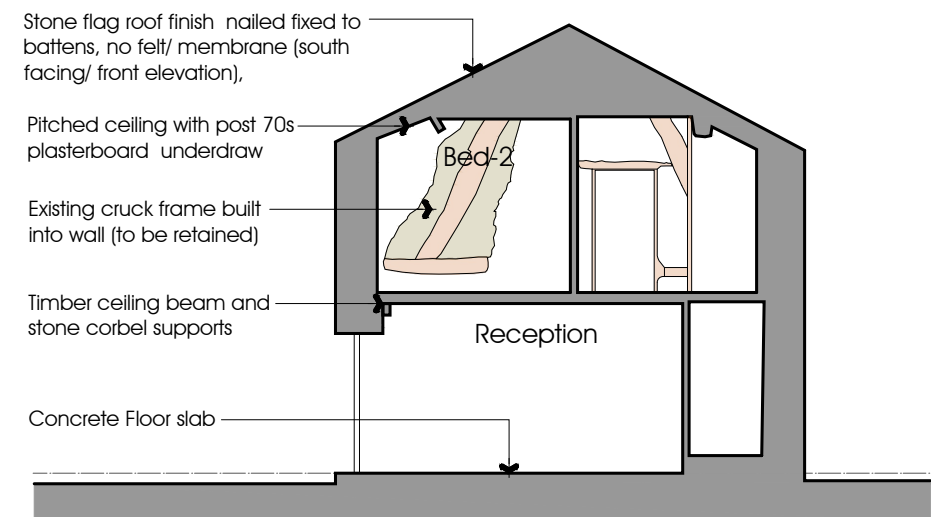 Stone flag roof finish nailed fixed to
battens, no felt/ membrane (south
facing/ front elevation),
Pitched ceiling with post 70s
plasterboard underdraw
Bed-2
Existing cruck frame built
into wall (to be retained)
Timber ceiling beam and
stone corbel supports
Reception
Concrete Floor slab